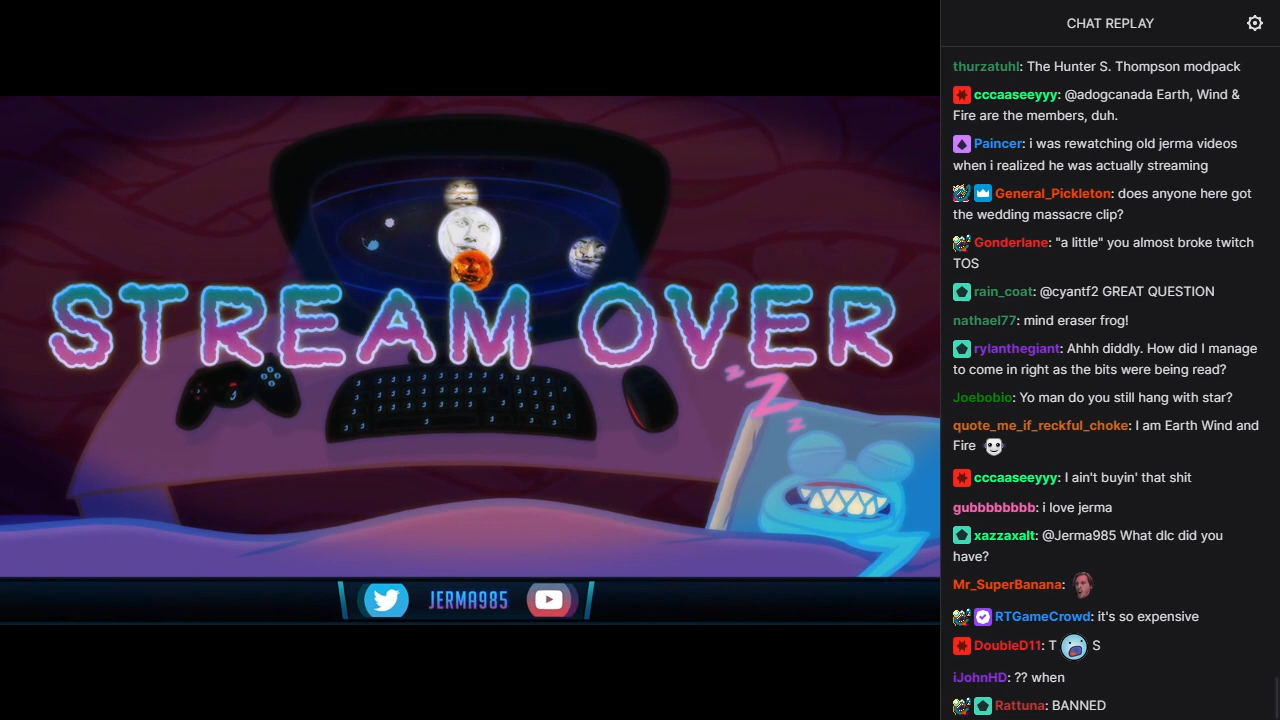 CHAT REPLAY
thurzatuhl: The Hunter S. Thompson modpack
cccaaseeyyy: @adogcanada Earth, Wind &
Fire are the members, duh.
Paincer: i was rewatching old jerma videos
when i realized he was actually streaming
General_Pickleton: does anyone here got
the wedding massacre clip?
Gonderlane: "a little" you almost broke twitch
TOS
rain_coat: @cyantf2 GREAT QUESTION
nathael77: mind eraser frog!
rylanthegiant: Ahhh diddly. How did I manage
to come in right as the bits were being read?
Joebobio: Yo man do you still hang with star?
quote_me_if_reckful_choke: I am Earth Wind and
Fire
cccaaseeyyy: I ain't buyin' that shit
gubbbbbbbb: i love jerma
xazzaxalt: @Jerma985 What dlc did you
have?
Mr_SuperBanana:
RTGameCrowd: it's so expensive
DoubleD11: T S
iJohnHD: ?? when
Rattuna: BANNED
STREAM OVER
z
Z
z
JERMA985